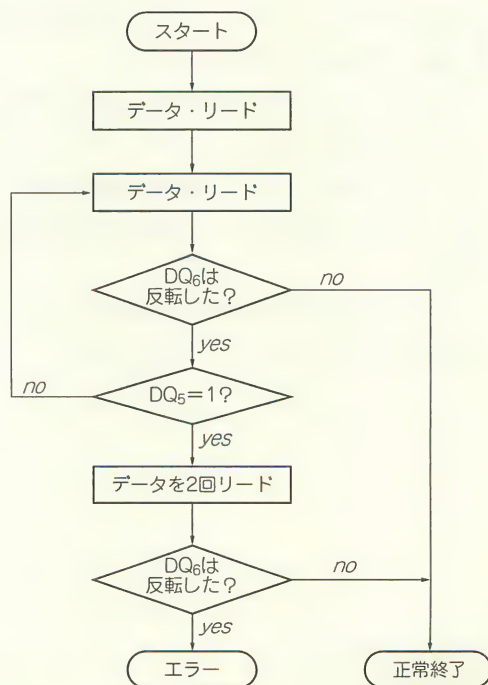 スタート
データ・リード
データ・リード
DQ₆は
反転した？
no
yes
no
DQ₅＝1？
yes
データを2回リード
DQ₆は
反転した？
no
yes
エラー
正常終了